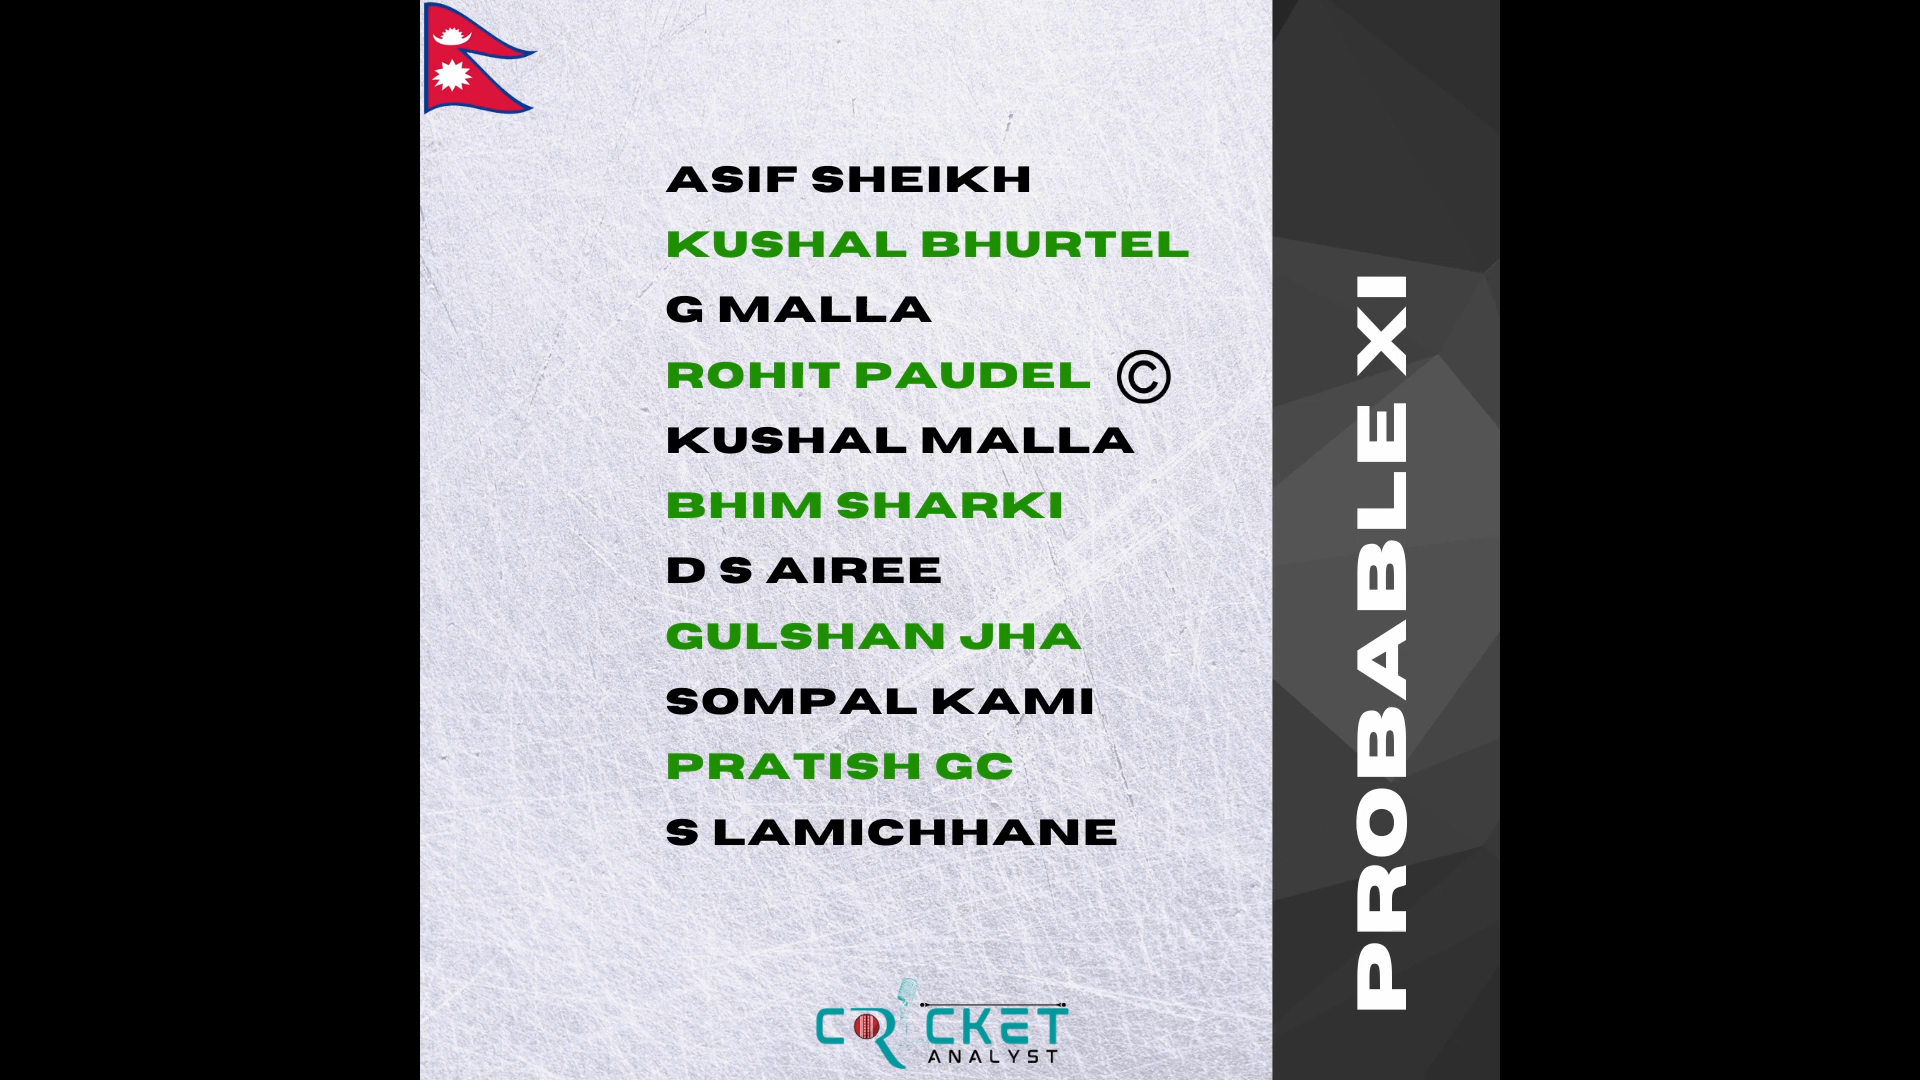 ASIF SHEIKH
KUSHAL BHURTEL
G MALLA
ROHIT PAUDEL ©
KUSHAL MALLA
BHIM SHARKI
D S AIREE
GULSHAN JHA
SOMPAL KAMI
PRATISH GC
S LAMICHHANE
PROBABLE XI
CRICKET
ANALYST